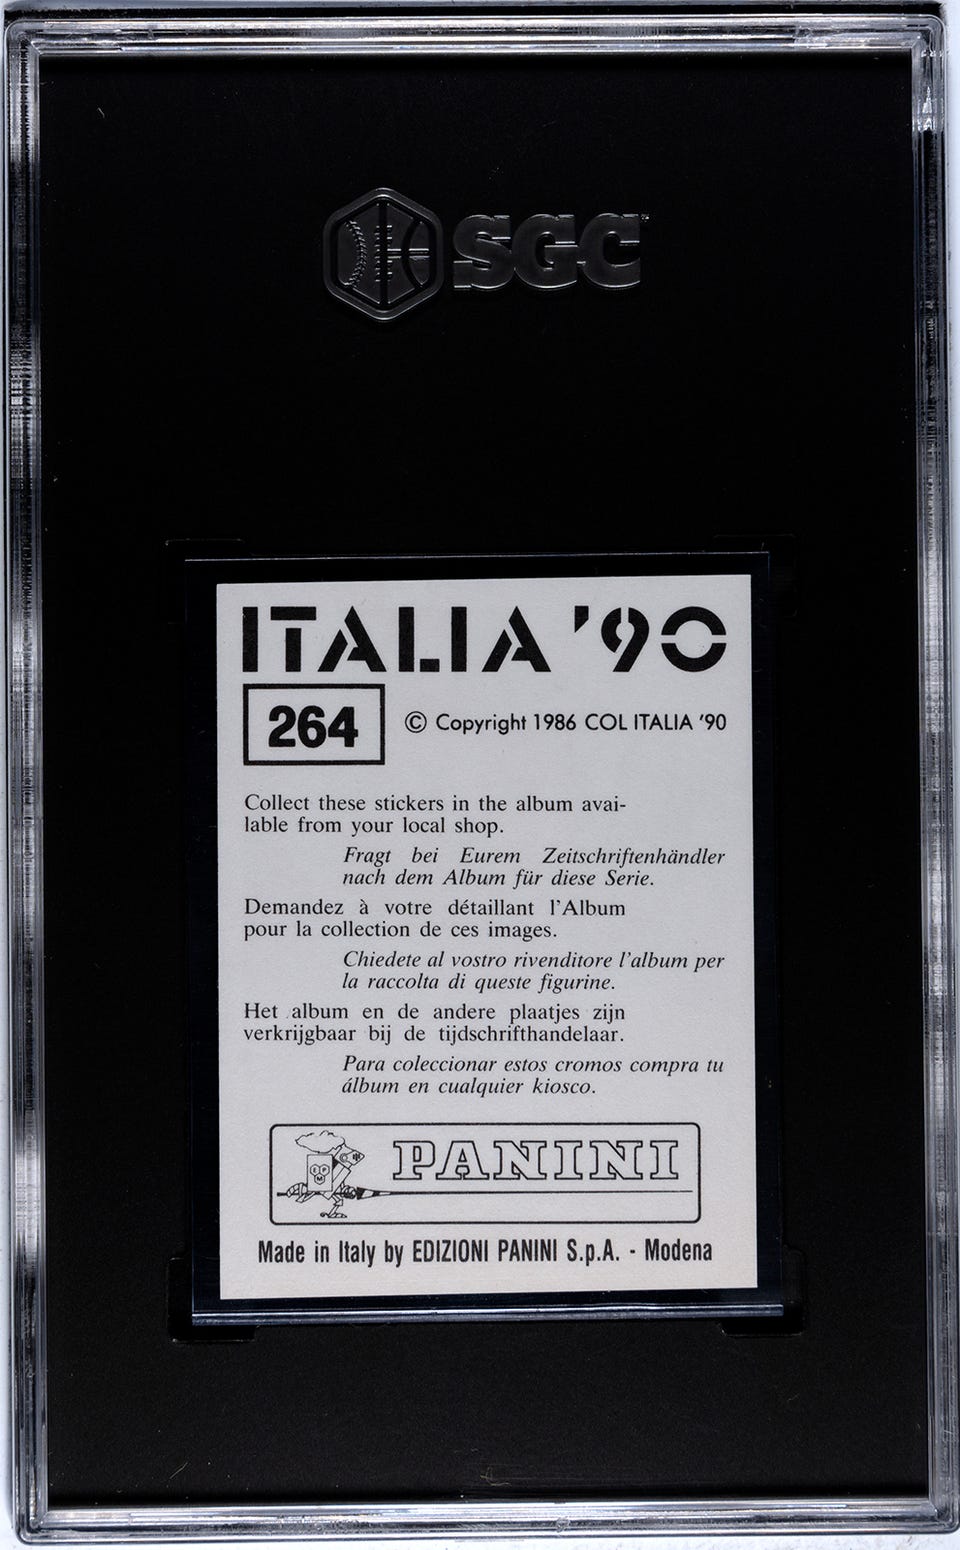 SGC
ITALIA '90
264
© Copyright 1986 COL ITALIA '90
Collect these stickers in the album avai-
lable from your local shop.
Fragt bei Eurem Zeitschriftenhändler
nach dem Album für diese Serie.
Demandez à votre détaillant l'Album
pour la collection de ces images.
Chiedete al vostro rivenditore l'album per
la raccolta di queste figurine.
Het album en de andere plaatjes zijn
verkrijgbaar bij de tijdschrifthandelaar.
Para coleccionar estos cromos compra tu
álbum en cualquier kiosco.
PANINI
Made in Italy by EDIZIONI PANINI S.p.A. - Modena